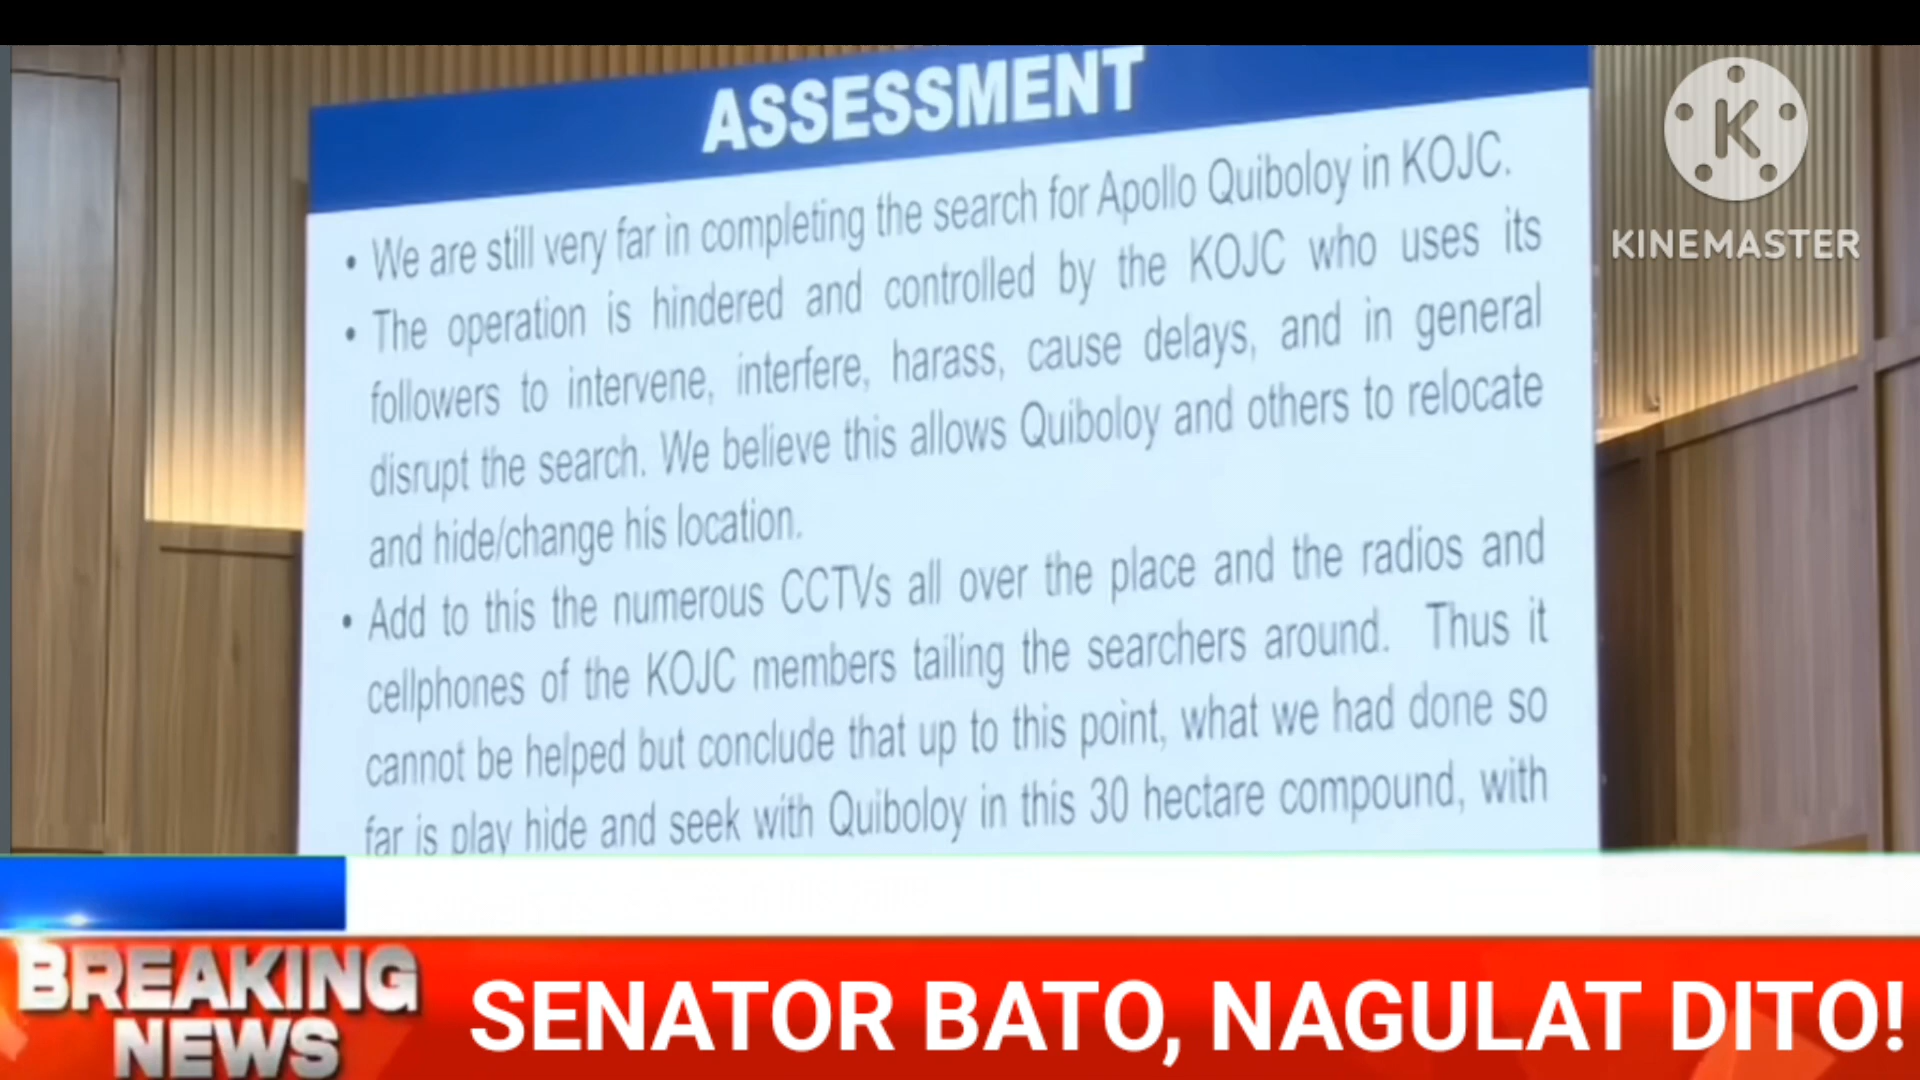 ASSESSMENT
• We are still very far in completing the search for Apollo Quiboloy in KOJC.
• The operation is hindered and controlled by the KOJC who uses its
followers to intervene, interfere, harass, cause delays, and in general
disrupt the search. We believe this allows Quiboloy and others to relocate
and hide/change his location.
• Add to this the numerous CCTVs all over the place and the radios and
cellphones of the KOJC members tailing the searchers around. Thus it
cannot be helped but conclude that up to this point, what we had done so
far is play hide and seek with Quiboloy in this 30 hectare compound, with
K
KINEMASTER
BREAKING
NEWS
SENATOR BATO, NAGULAT DITO!